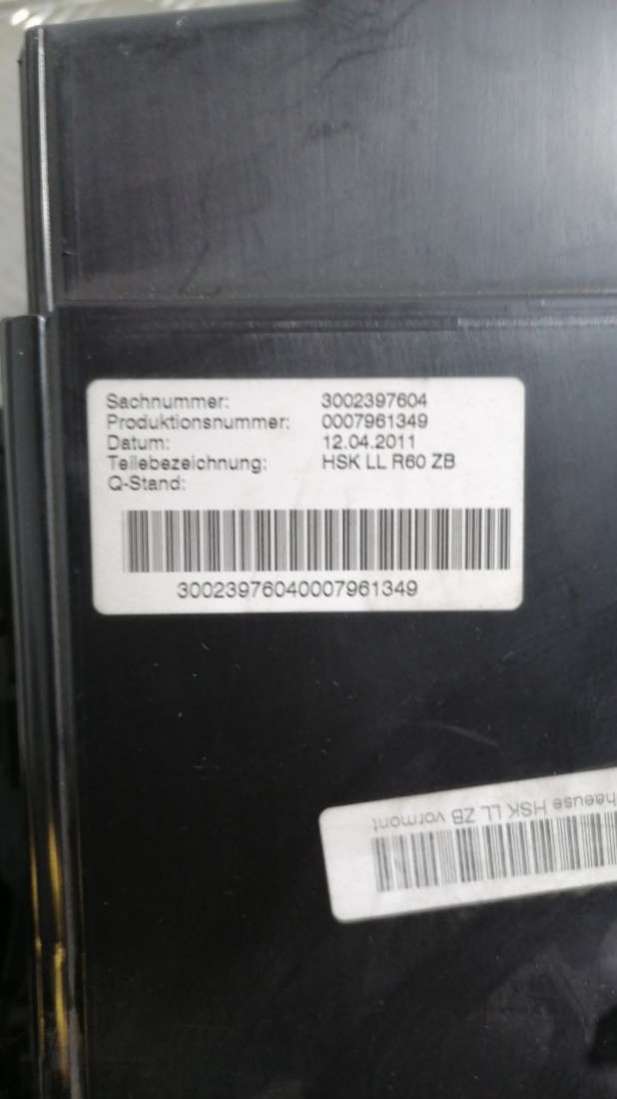 Sachnummer: 3002397604
Produktionsnummer: 0007961349
Datum: 12.04.2011
Teilebezeichnung: HSK LL R60 ZB
Q-Stand:
30023976040007961349
haeuse HSK LL ZB vormont